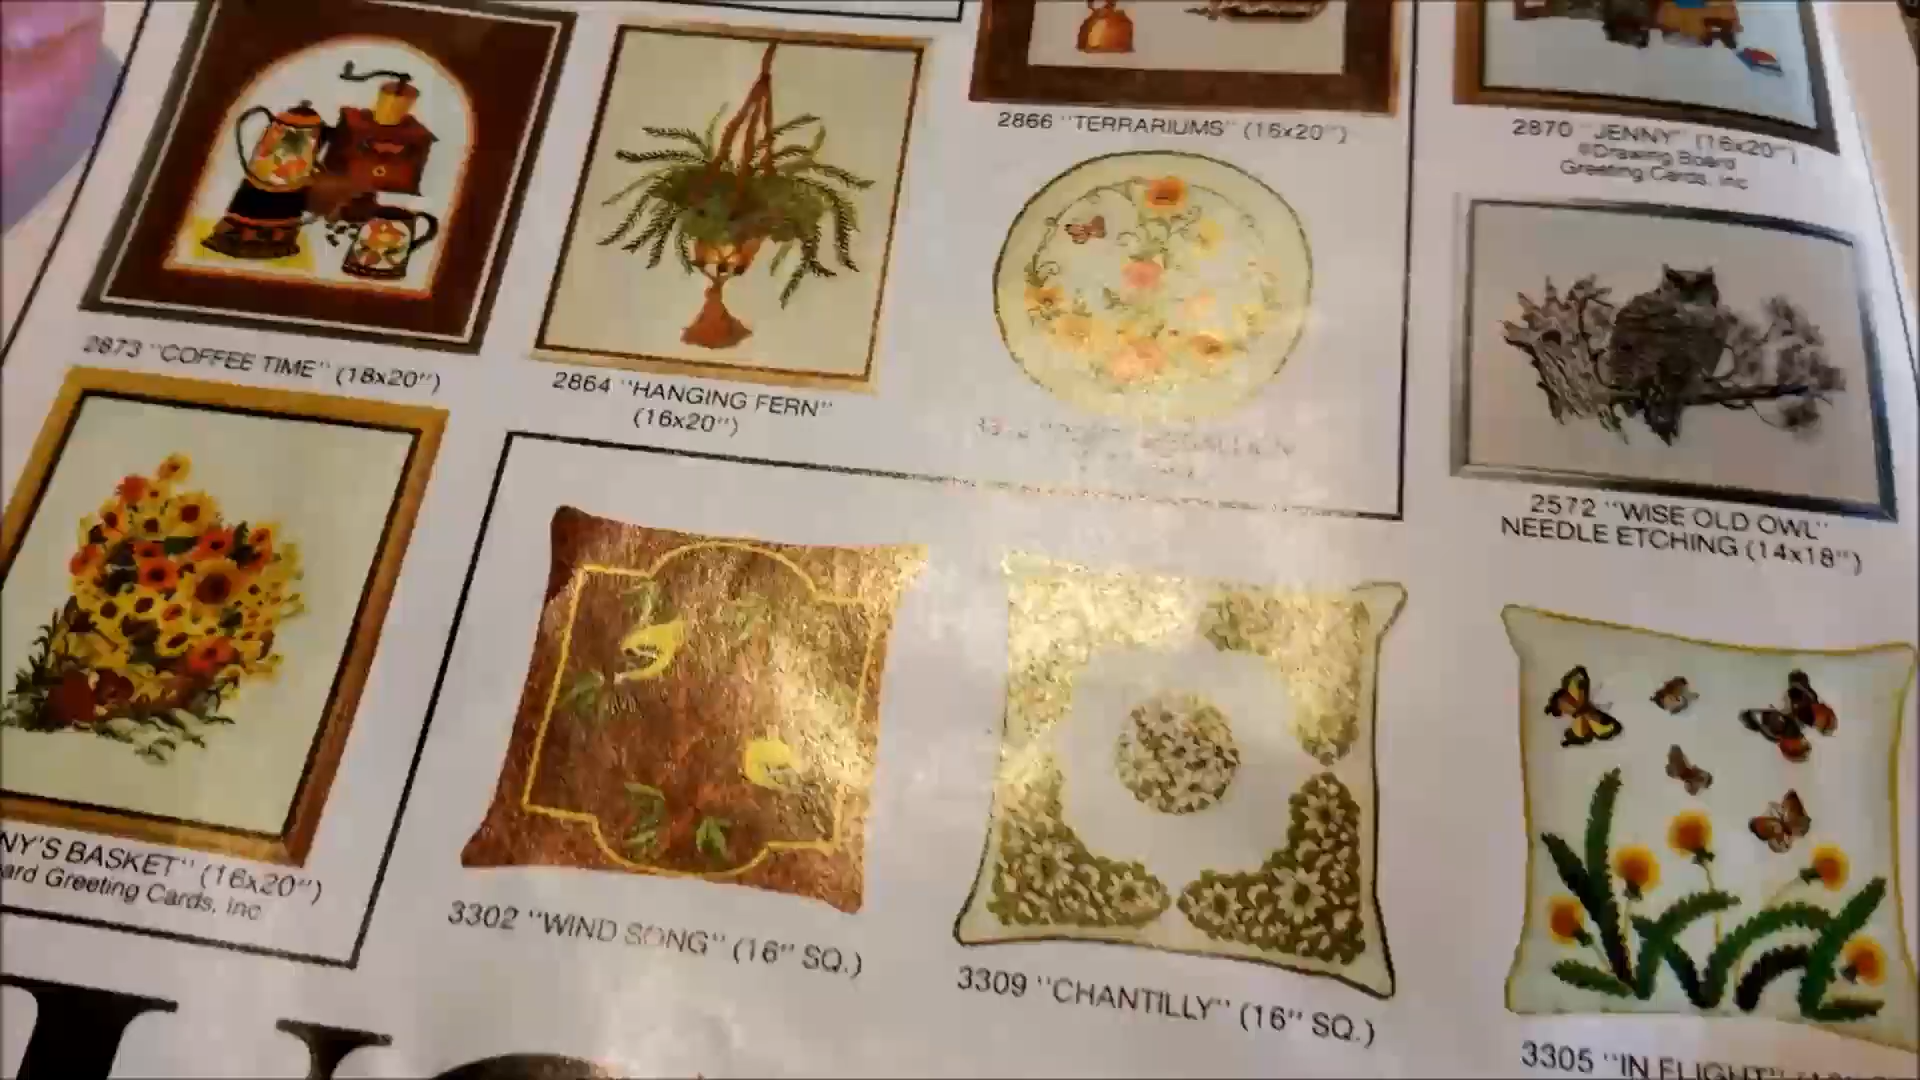 2866 "TERRARIUMS" (16x20")
2870 "JENNY" (16x20")
©Drawing Board
Greeting Cards, Inc
2873 "COFFEE TIME" (18x20")
2864 "HANGING FERN"
(16x20")
2572 "WISE OLD OWL"
NEEDLE ETCHING (14x18")
NY'S BASKET" (16x20")
ard Greeting Cards, Inc
3302 "WIND SONG" (16" SQ.)
3309 "CHANTILLY" (16" SQ.)
3305 "IN FLIGHT"